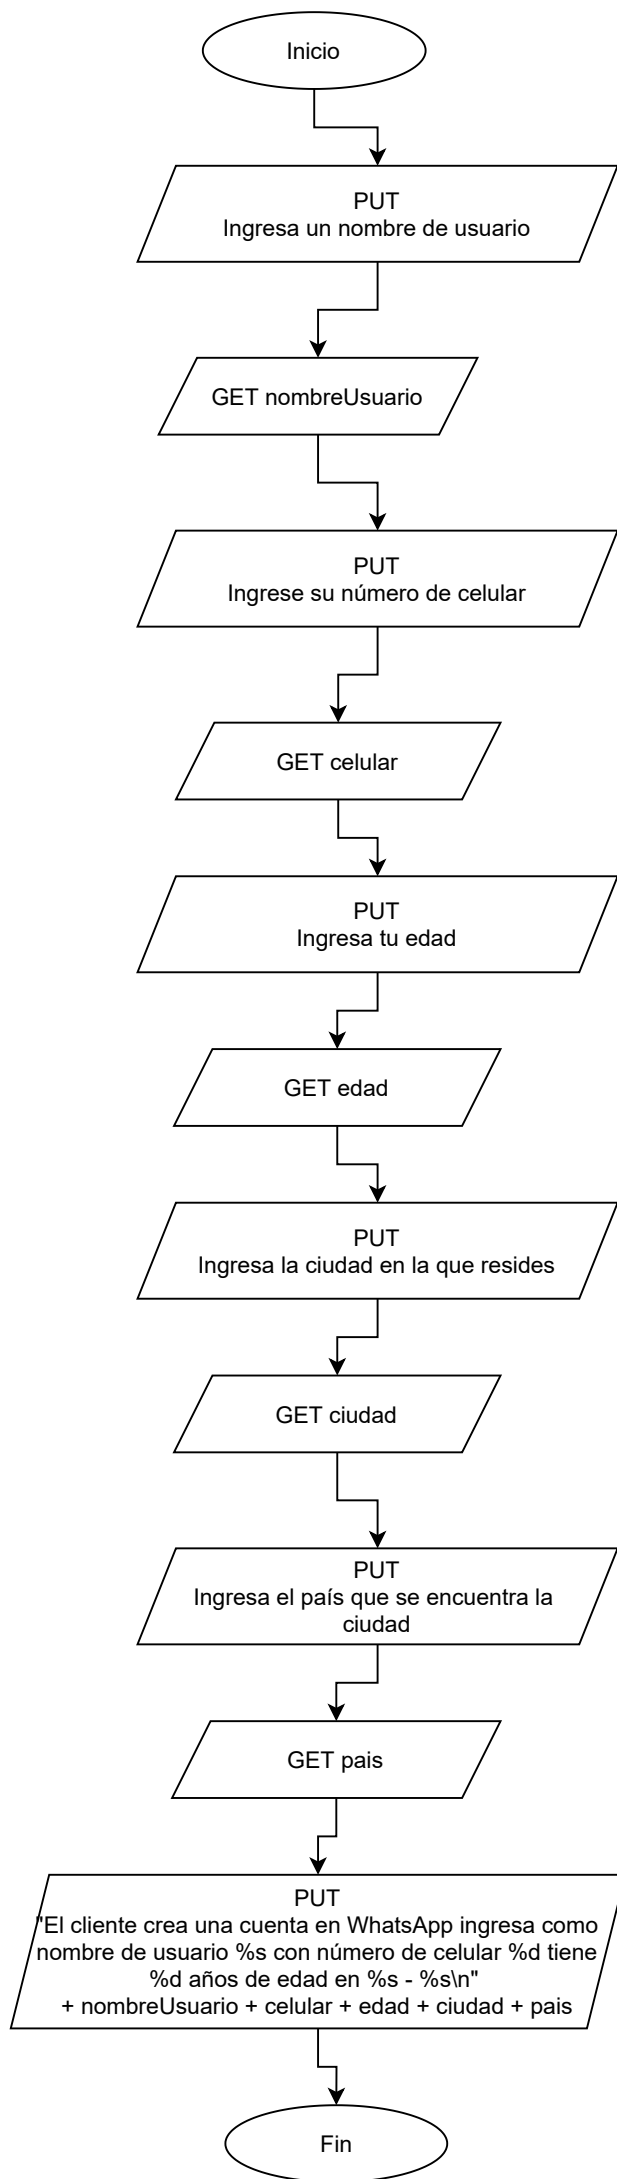 Inicio
PUT
Ingresa un nombre de usuario
GET nombreUsuario
PUT
Ingrese su número de celular
GET celular
PUT
Ingresa tu edad
GET edad
PUT
Ingresa la ciudad en la que resides
GET ciudad
PUT
Ingresa el país que se encuentra la
ciudad
GET pais
PUT
"El cliente crea una cuenta en WhatsApp ingresa como
nombre de usuario %s con número de celular %d tiene
%d años de edad en %s - %s\n"
+ nombreUsuario + celular + edad + ciudad + pais
Fin